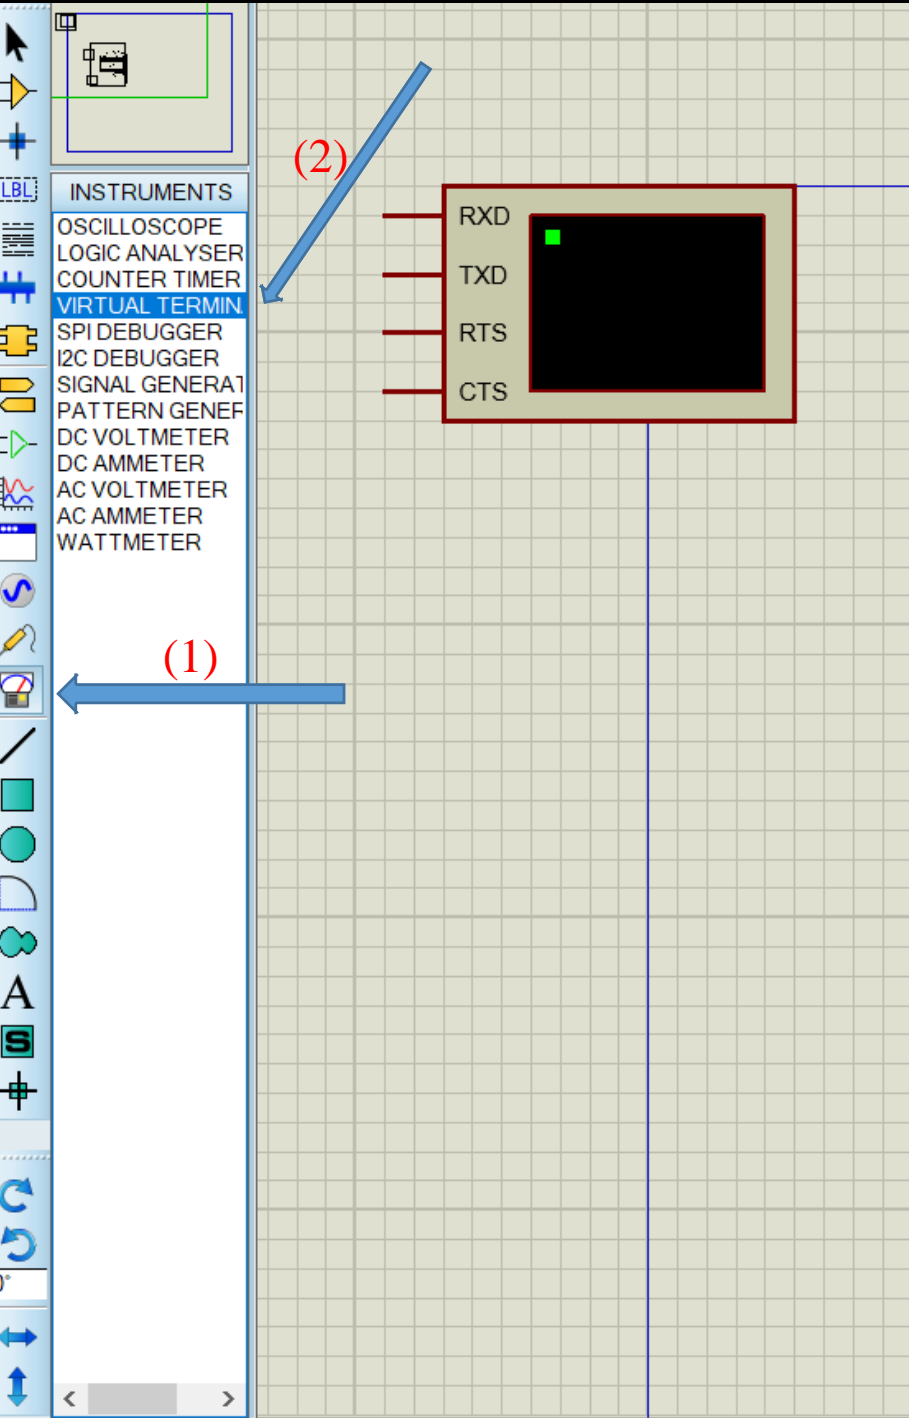 (2)
LBL
INSTRUMENTS
OSCILLOSCOPE
LOGIC ANALYSER
COUNTER TIMER
VIRTUAL TERMIN
SPI DEBUGGER
I2C DEBUGGER
SIGNAL GENERAT
PATTERN GENER
DC VOLTMETER
DC AMMETER
AC VOLTMETER
AC AMMETER
WATTMETER
RXD
TXD
RTS
CTS
(1)
A
S